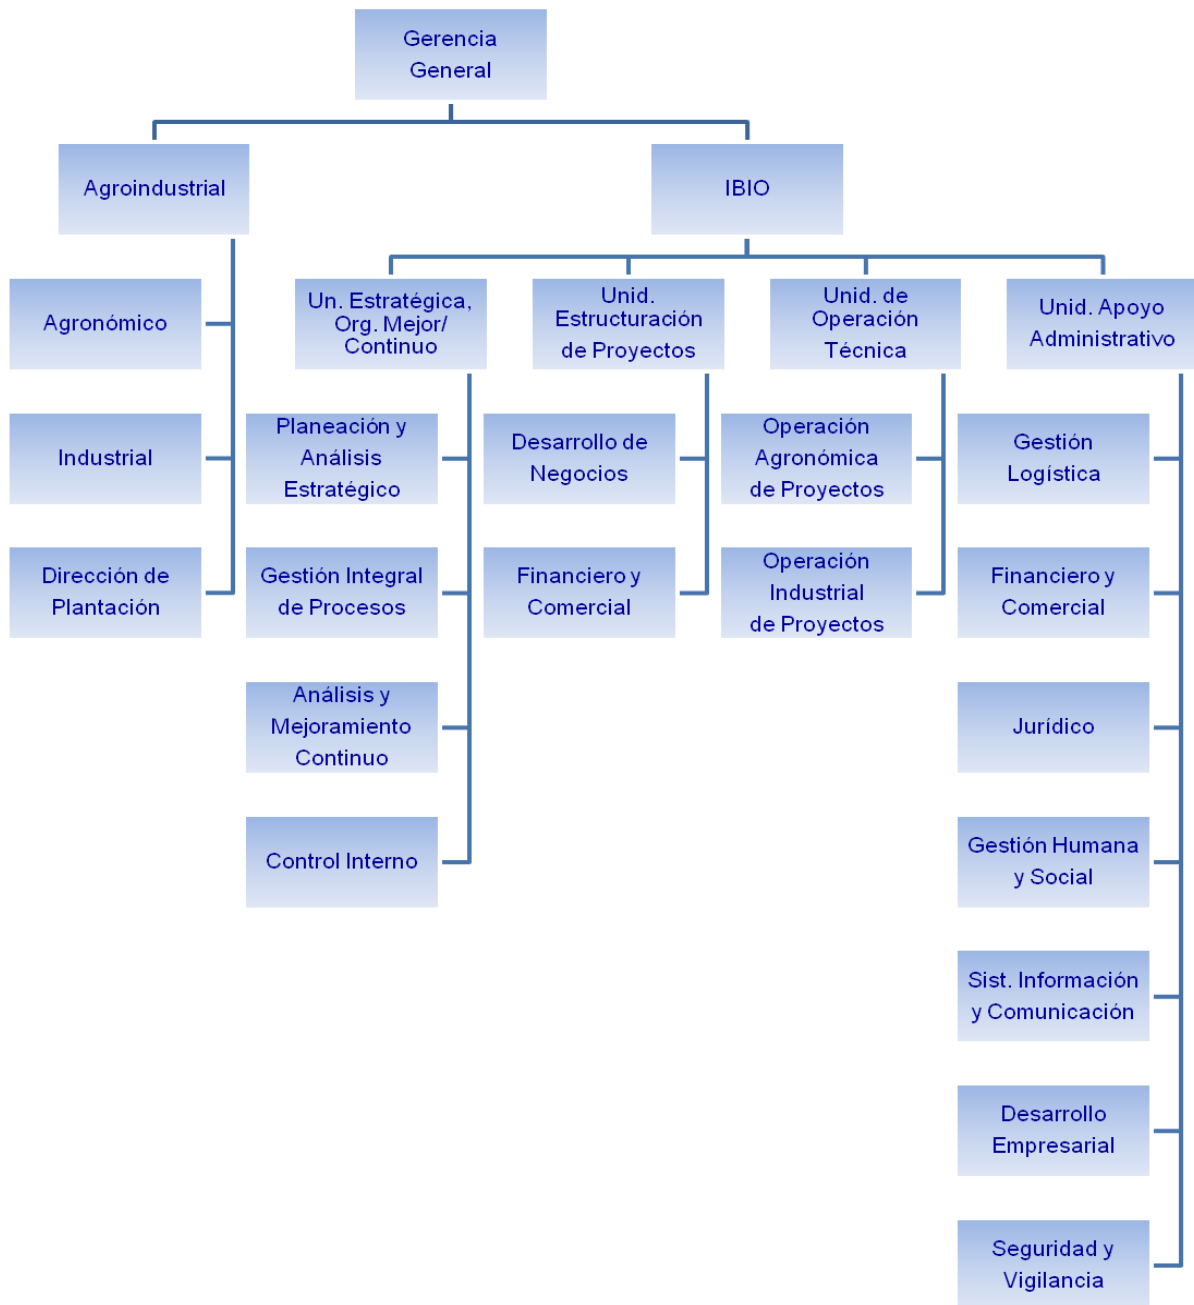 Gerencia
General
Agroindustrial
IBIO
Agronómico
Industrial
Dirección de
Plantación
Un. Estratégica,
Org. Mejor/
Continuo
Planeación y
Análisis
Estratégico
Gestión Integral
de Procesos
Análisis y
Mejoramiento
Continuo
Control Interno
Unid.
Estructuración
de Proyectos
Desarrollo de
Negocios
Financiero y
Comercial
Unid. de
Operación
Técnica
Operación
Agronómica
de Proyectos
Operación
Industrial
de Proyectos
Unid. Apoyo
Administrativo
Gestión
Logística
Financiero y
Comercial
Jurídico
Gestión Humana
y Social
Sist. Información
y Comunicación
Desarrollo
Empresarial
Seguridad y
Vigilancia